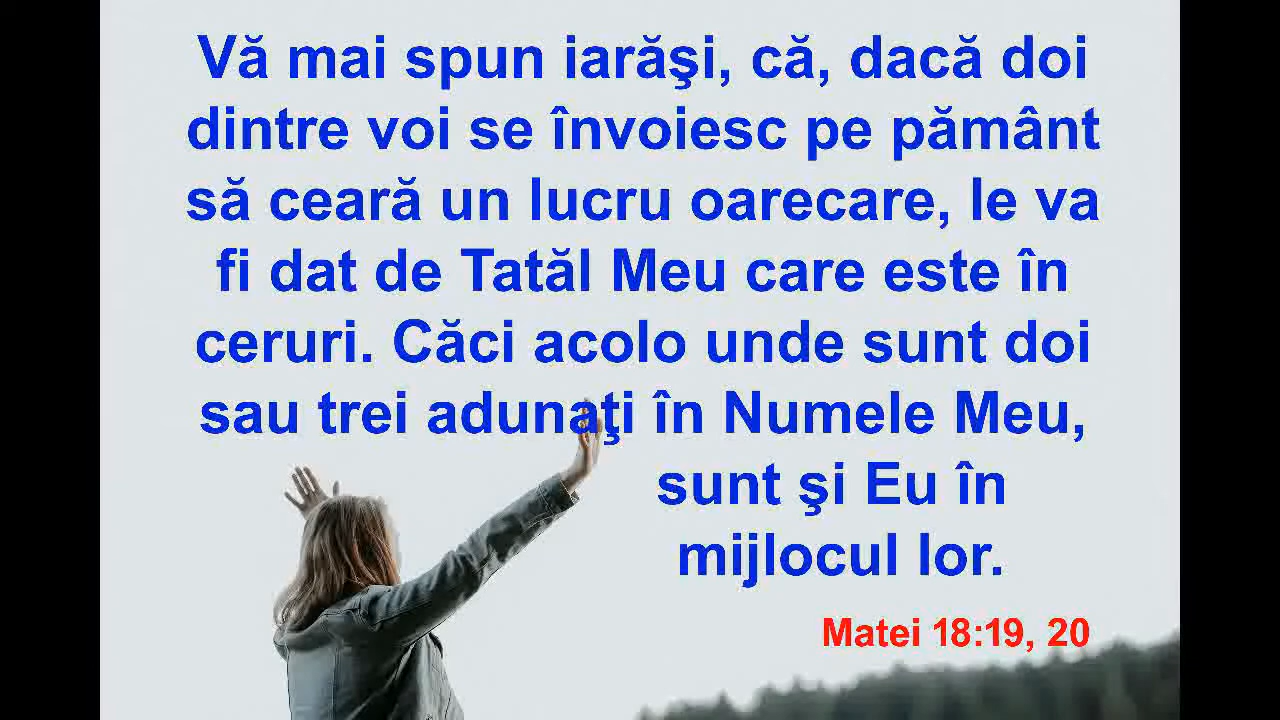 Vă mai spun iarăşi, că, dacă doi
dintre voi se învoiesc pe pământ
să ceară un lucru oarecare, le va
fi dat de Tatăl Meu care este în
ceruri. Căci acolo unde sunt doi
sau trei adunaţi în Numele Meu,
sunt şi Eu în
mijlocul lor.
Matei 18:19, 20